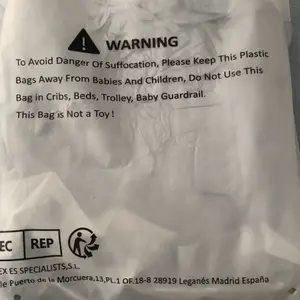 WARNING
To Avoid Danger Of Suffocation, Please Keep This Plastic
Bags Away From Babies And Children, Do Not Use This
Bag in Cribs, Beds, Trolley, Baby Guardrail.
This Bag is Not a Toy!
EC REP
EX ES SPECIALISTS,S.L.
le Puerto de la Morcuera,13,PL.1 OF,18-8 28919 Leganés Madrid España